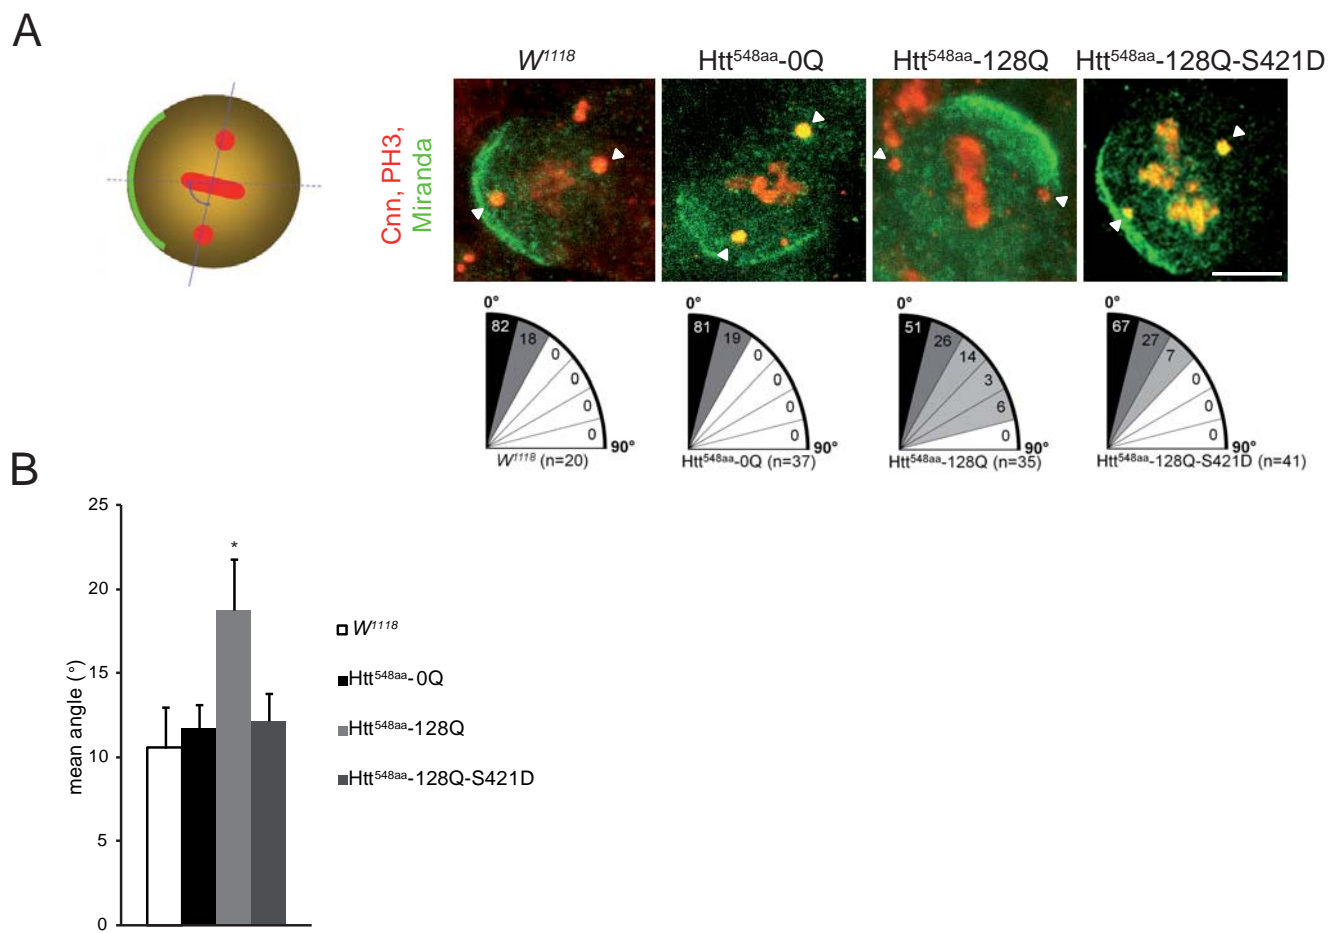 A
W1118
Htt548aa-0Q
Htt548aa-128Q
Htt548aa-128Q-S421D
Cnn, PH3,
Miranda
0°
82
18
0
0
0
0
90°
W1118 (n=20)
0°
81
19
0
0
0
0
90°
Htt548aa-0Q (n=37)
0°
51
26
14
3
6
0
90°
Htt548aa-128Q (n=35)
0°
67
27
7
0
0
0
90°
Htt548aa-128Q-S421D (n=41)
B
25
20
15
10
5
0
mean angle (°)
*
W1118
Htt548aa-0Q
Htt548aa-128Q
Htt548aa-128Q-S421D